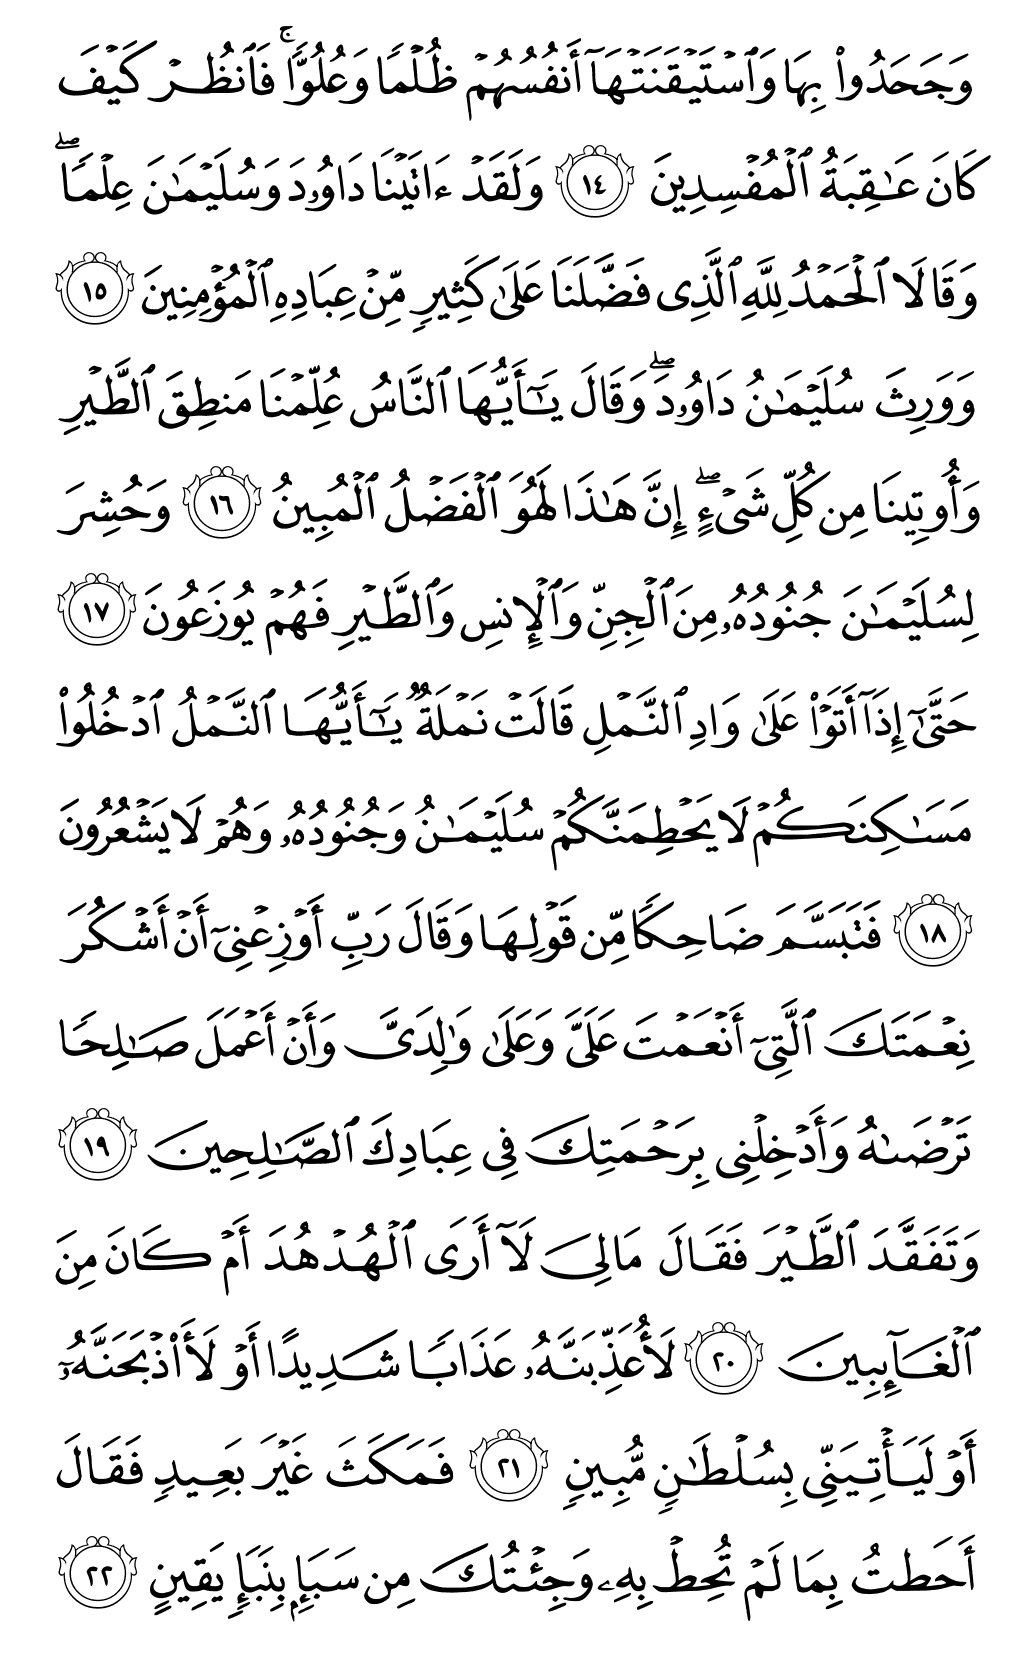 وَجَحَدُواْ بِهَا وَٱسۡتَيۡقَنَتۡهَآ أَنفُسُهُمۡ ظُلۡمٗا وَعُلُوّٗاۚ فَٱنظُرۡ كَيۡفَ
كَانَ عَٰقِبَةُ ٱلۡمُفۡسِدِينَ ١٤ وَلَقَدۡ ءَاتَيۡنَا دَاوُۥدَ وَسُلَيۡمَٰنَ عِلۡمٗاۖ
وَقَالَا ٱلۡحَمۡدُ لِلَّهِ ٱلَّذِي فَضَّلَنَا عَلَىٰ كَثِيرٖ مِّنۡ عِبَادِهِ ٱلۡمُؤۡمِنِينَ ١٥
وَوَرِثَ سُلَيۡمَٰنُ دَاوُۥدَۖ وَقَالَ يَٰٓأَيُّهَا ٱلنَّاسُ عُلِّمۡنَا مَنطِقَ ٱلطَّيۡرِ
وَأُوتِينَا مِن كُلِّ شَيۡءٍۖ إِنَّ هَٰذَا لَهُوَ ٱلۡفَضۡلُ ٱلۡمُبِينُ ١٦ وَحُشِرَ
لِسُلَيۡمَٰنَ جُنُودُهُۥ مِنَ ٱلۡجِنِّ وَٱلۡإِنسِ وَٱلطَّيۡرِ فَهُمۡ يُوزَعُونَ ١٧
حَتَّىٰٓ إِذَآ أَتَوۡاْ عَلَىٰ وَادِ ٱلنَّمۡلِ قَالَتۡ نَمۡلَةٞ يَٰٓأَيُّهَا ٱلنَّمۡلُ ٱدۡخُلُواْ
مَسَٰكِنَكُمۡ لَا يَحۡطِمَنَّكُمۡ سُلَيۡمَٰنُ وَجُنُودُهُۥ وَهُمۡ لَا يَشۡعُرُونَ
١٨ فَتَبَسَّمَ ضَاحِكٗا مِّن قَوۡلِهَا وَقَالَ رَبِّ أَوۡزِعۡنِيٓ أَنۡ أَشۡكُرَ
نِعۡمَتَكَ ٱلَّتِيٓ أَنۡعَمۡتَ عَلَيَّ وَعَلَىٰ وَٰلِدَيَّ وَأَنۡ أَعۡمَلَ صَٰلِحٗا
تَرۡضَىٰهُ وَأَدۡخِلۡنِي بِرَحۡمَتِكَ فِي عِبَادِكَ ٱلصَّٰلِحِينَ ١٩
وَتَفَقَّدَ ٱلطَّيۡرَ فَقَالَ مَالِيَ لَآ أَرَى ٱلۡهُدۡهُدَ أَمۡ كَانَ مِنَ
ٱلۡغَآئِبِينَ ٢٠ لَأُعَذِّبَنَّهُۥ عَذَابٗا شَدِيدًا أَوۡ لَأَاْذۡبَحَنَّهُۥٓ
أَوۡ لَيَأۡتِيَنِّي بِسُلۡطَٰنٖ مُّبِينٖ ٢١ فَمَكَثَ غَيۡرَ بَعِيدٖ فَقَالَ
أَحَطتُ بِمَا لَمۡ تُحِطۡ بِهِۦ وَجِئۡتُكَ مِن سَبَإِۭ بِنَبَإٖ يَقِينٍ ٢٢